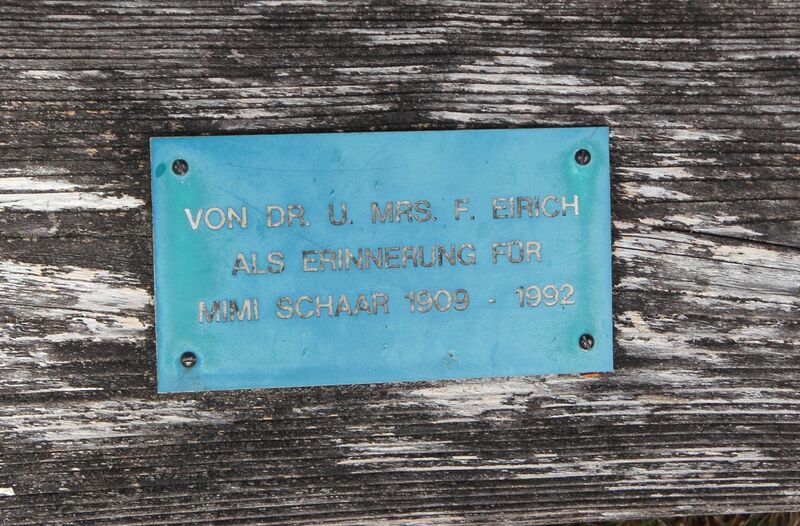 VON DR. U. MRS. F. EIRICH
ALS ERINNERUNG FÜR
MIMI SCHAAR 1909 - 1992